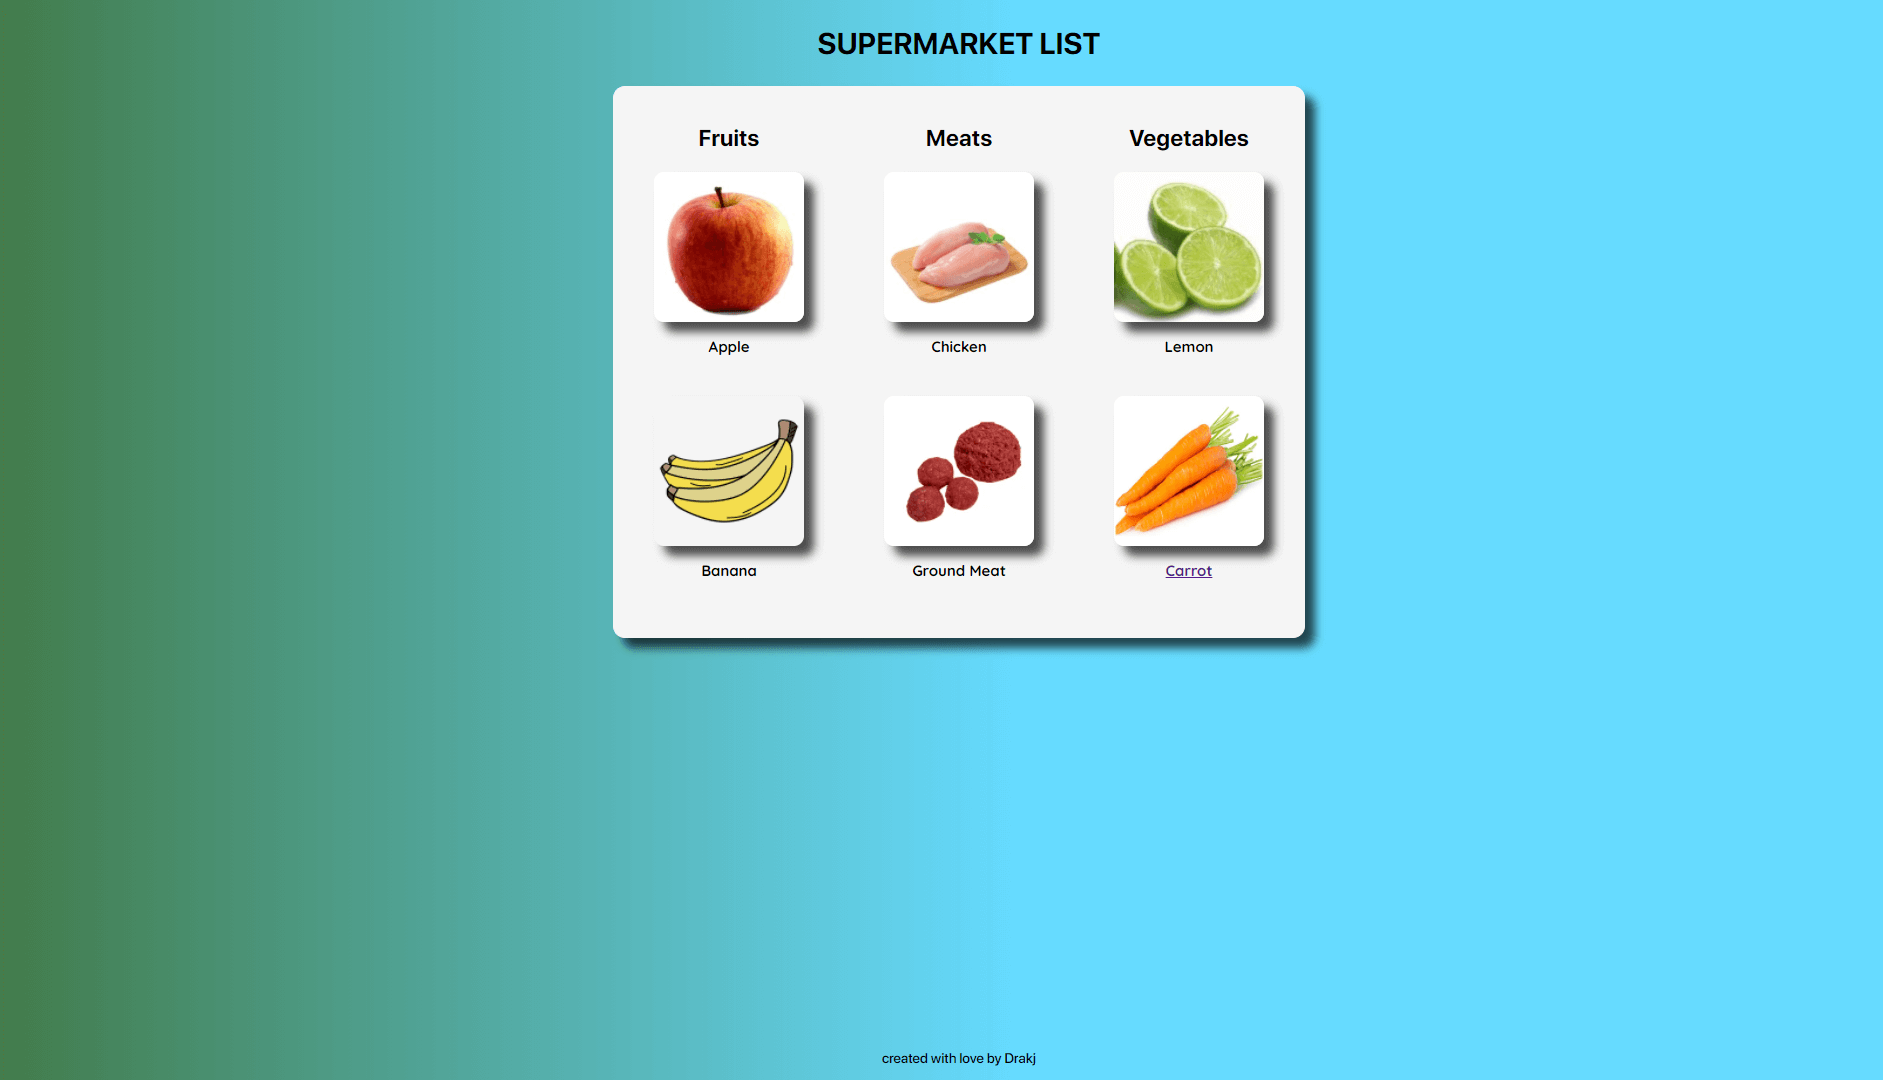 SUPERMARKET LIST
Fruits
Meats
Vegetables
Apple
Chicken
Lemon
Banana
Ground Meat
Carrot
created with love by Drakj